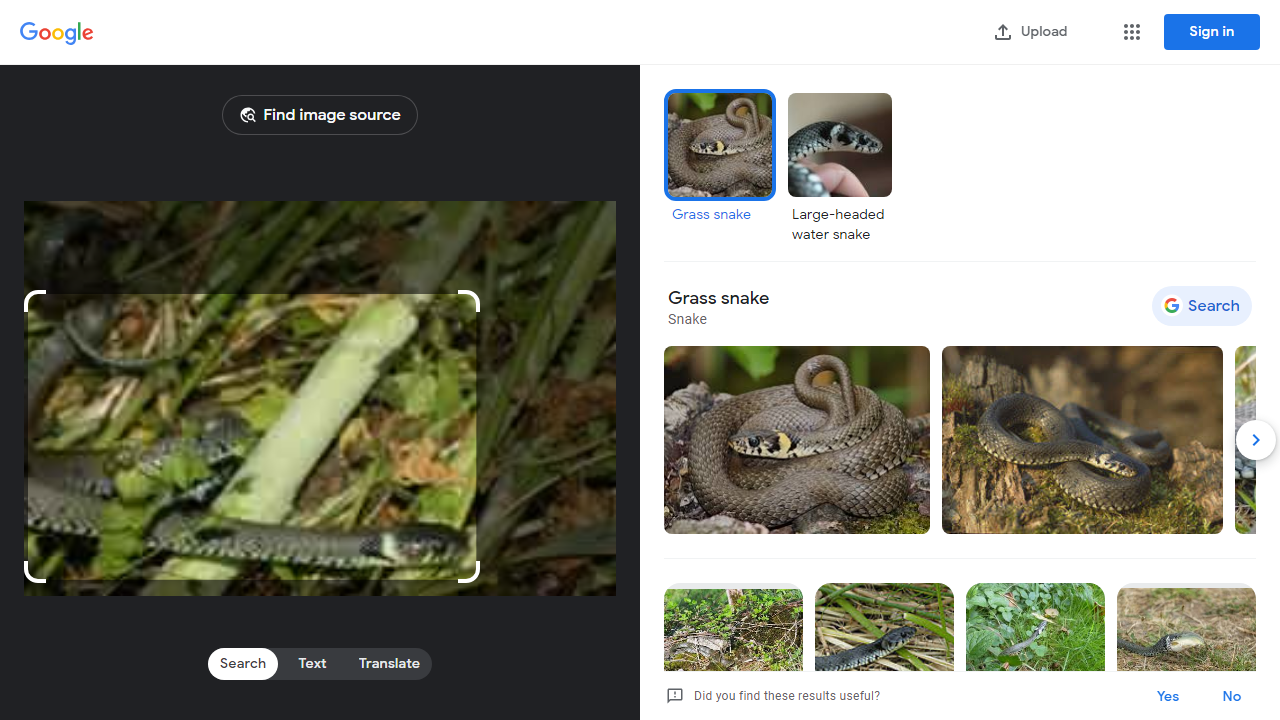 Google
Upload
Sign in
Find image source
Grass snake
Large-headed
water snake
Grass snake
Snake
Search
Search
Text
Translate
Did you find these results useful?
Yes
No